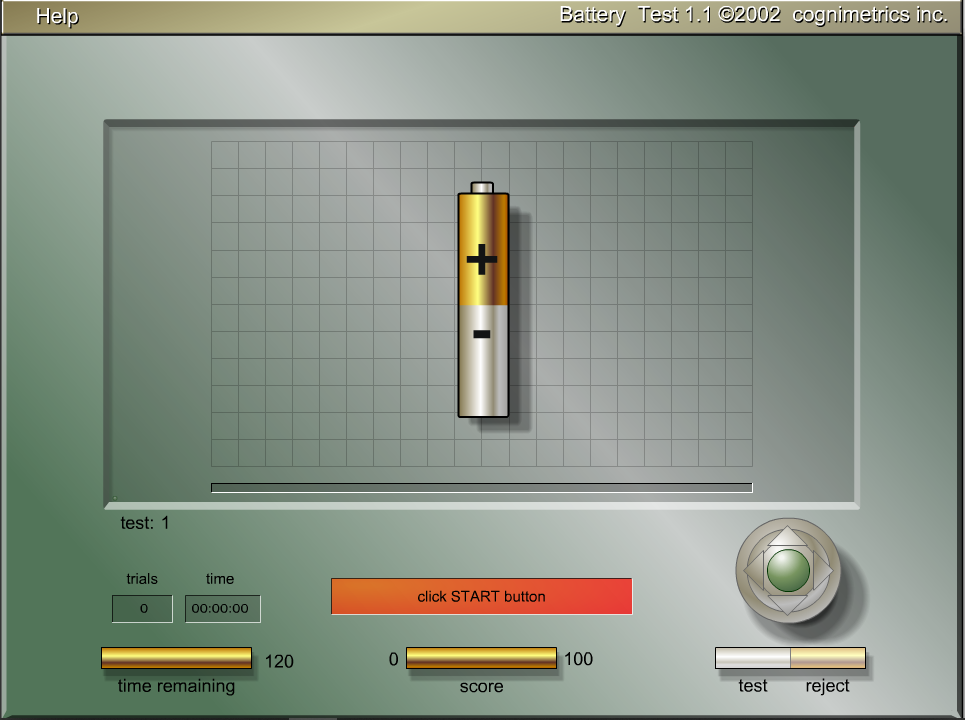 Help
Battery Test 1.1 ©2002 cognimetrics inc.
+
-
test: 1
trials
time
0
00:00:00
click START button
120
0
100
time remaining
score
test
reject